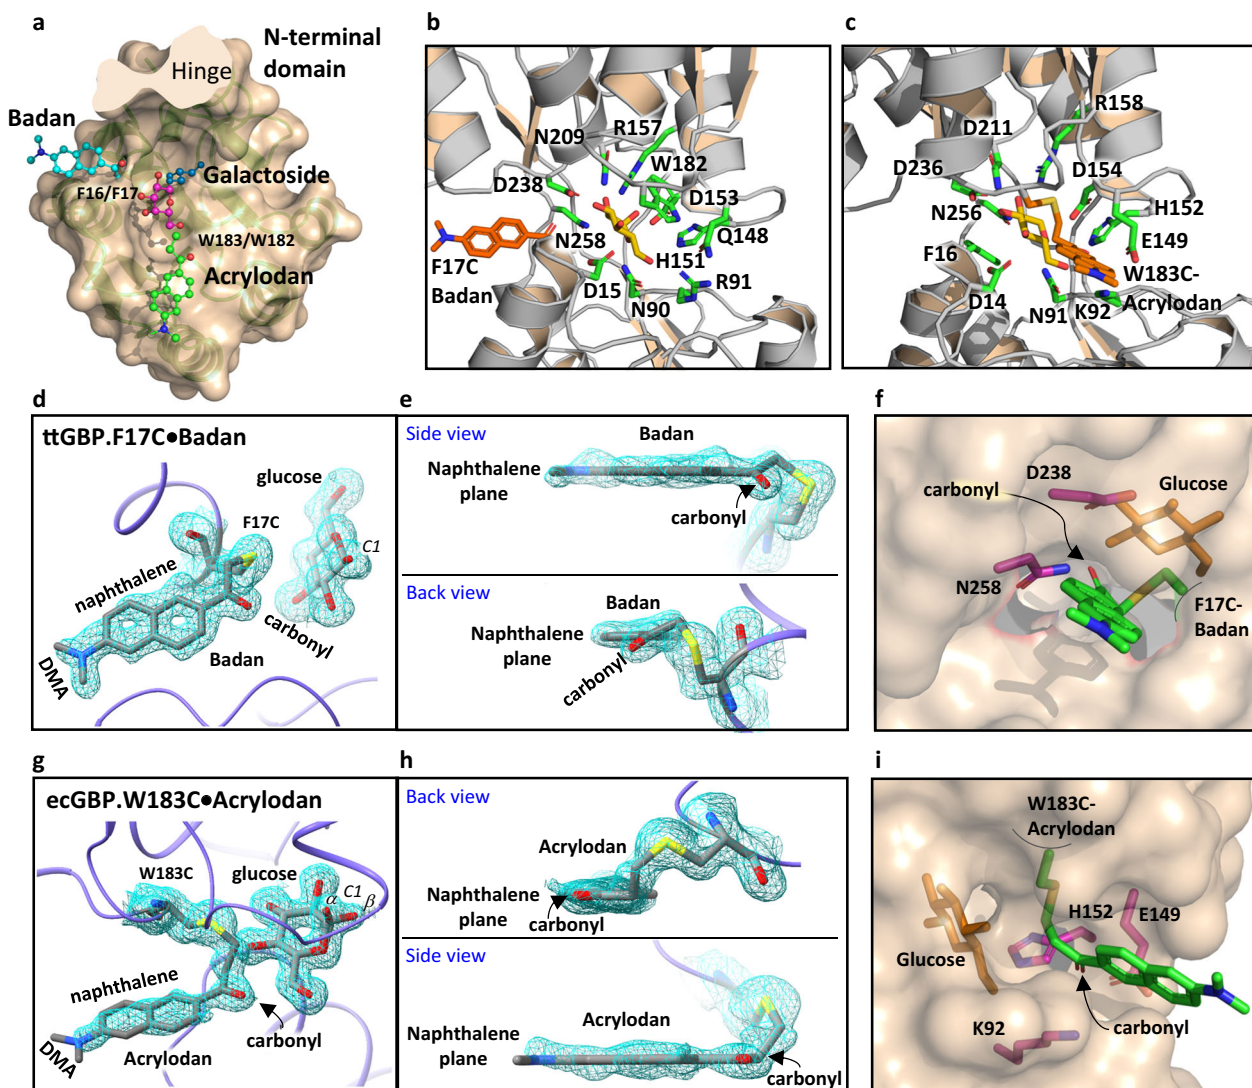 a
N-terminal
domain
Hinge
Badan
F16/F17
Galactoside
W183/W182
Acrylodan
b
R157
N209
W182
D238
D153
Q148
N258
H151
F17C
Badan
R91
D15
N90
c
R158
D211
D154
D236
N256
H152
E149
F16
W183C-
Acrylodan
D14
N91
K92
d
ttGBP.F17C●Badan
glucose
F17C
C1
naphthalene
carbonyl
Badan
DMA
e
Side view
Badan
Naphthalene
plane
carbonyl
Back view
Badan
Naphthalene
plane
carbonyl
f
D238
carbonyl
Glucose
N258
F17C-
Badan
g
ecGBP.W183C●Acrylodan
W183C
glucose
C1
α
β
naphthalene
carbonyl
DMA
Acrylodan
h
Back view
Acrylodan
Naphthalene
plane
carbonyl
Side view
Acrylodan
Naphthalene
plane
carbonyl
i
W183C-
Acrylodan
H152
E149
Glucose
K92
carbonyl